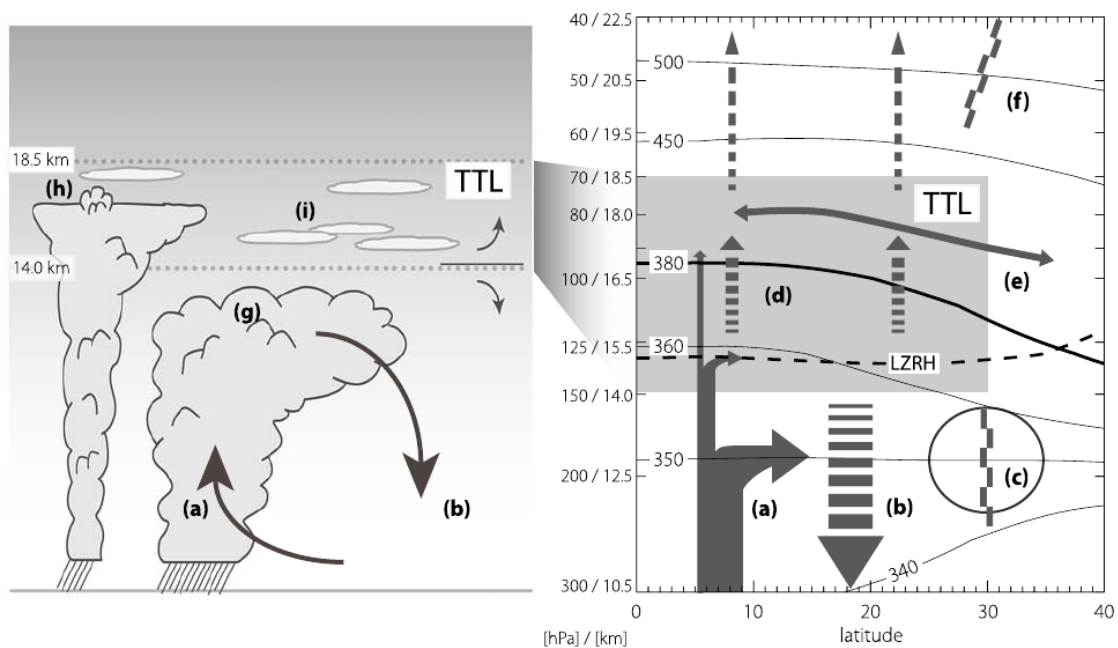 18.5 km
(h)
TTL
(i)
14.0 km
(g)
(a)
(b)
40 / 22.5
50 / 20.5
60 / 19.5
70 / 18.5
80 / 18.0
100 / 16.5
125 / 15.5
150 / 14.0
200 / 12.5
300 / 10.5
500
450
380
360
350
340
(f)
TTL
(e)
(d)
LZRH
(c)
(a)
(b)
0
10
20
30
40
[hPa] / [km]
latitude